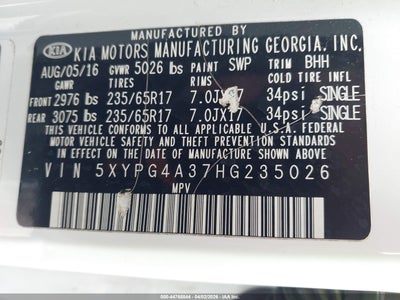 KIA KIA MOTORS MANUFACTURING GEORGIA, INC.
AUG/05/16 GVWR 5026 lbs PAINT SWP TRIM BHH
GAWR TIRES RIMS COLD TIRE INFL
FRONT 2976 lbs 235/65R17 7.0JX17 34psi SINGLE
REAR 3075 lbs 235/65R17 7.0JX17 34psi SINGLE
THIS VEHICLE CONFORMS TO ALL APPLICABLE U.S.A. FEDERAL
MOTOR VEHICLE SAFETY AND THEFT PREVENTION STANDARDS
IN EFFECT ON THE DATE OF MANUFACTURE SHOWN ABOVE.
VIN 5XYPG4A37HG235026
MPV